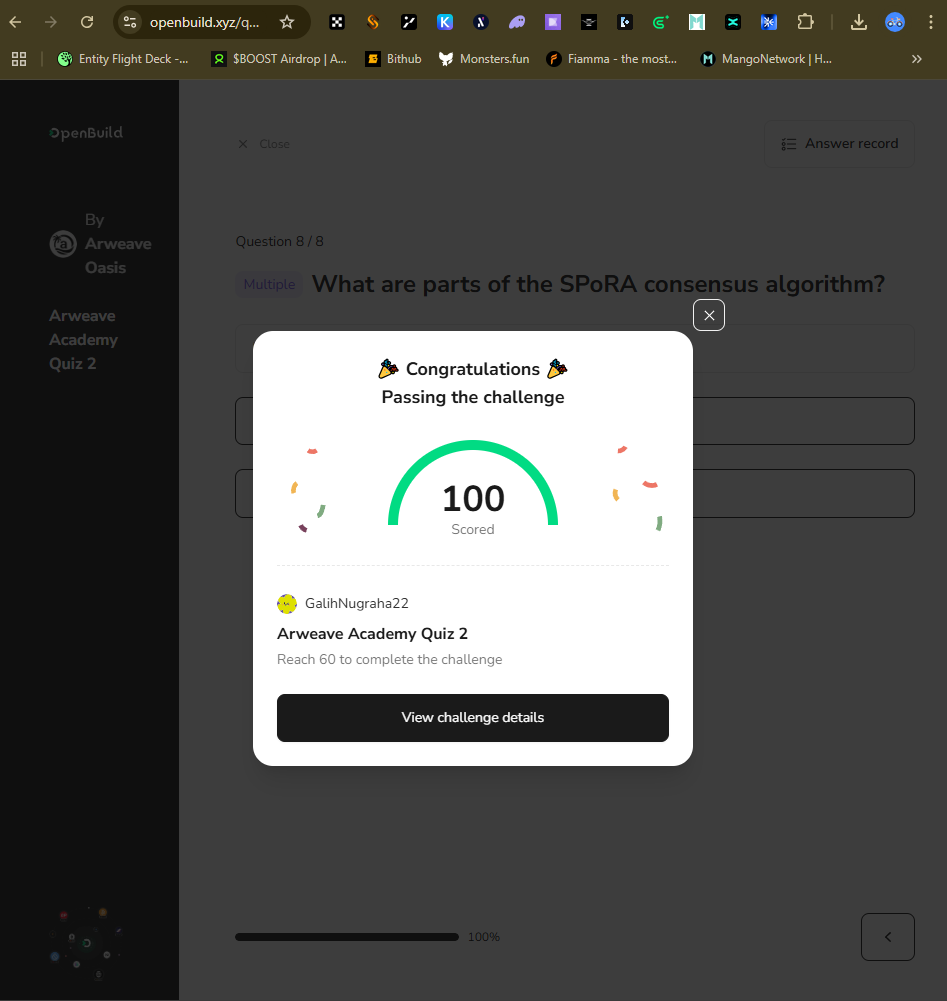 openbuild.xyz/q...
Entity Flight Deck -...
$BOOST Airdrop | A...
Bithub
Monsters.fun
Fiamma - the most...
MangoNetwork | H...
OpenBuild
By
Arweave
Oasis
Arweave
Academy
Quiz 2
Close
Answer record
Question 8 / 8
Multiple What are parts of the SPoRA consensus algorithm?
Congratulations
Passing the challenge
100
Scored
GalihNugraha22
Arweave Academy Quiz 2
Reach 60 to complete the challenge
View challenge details
100%